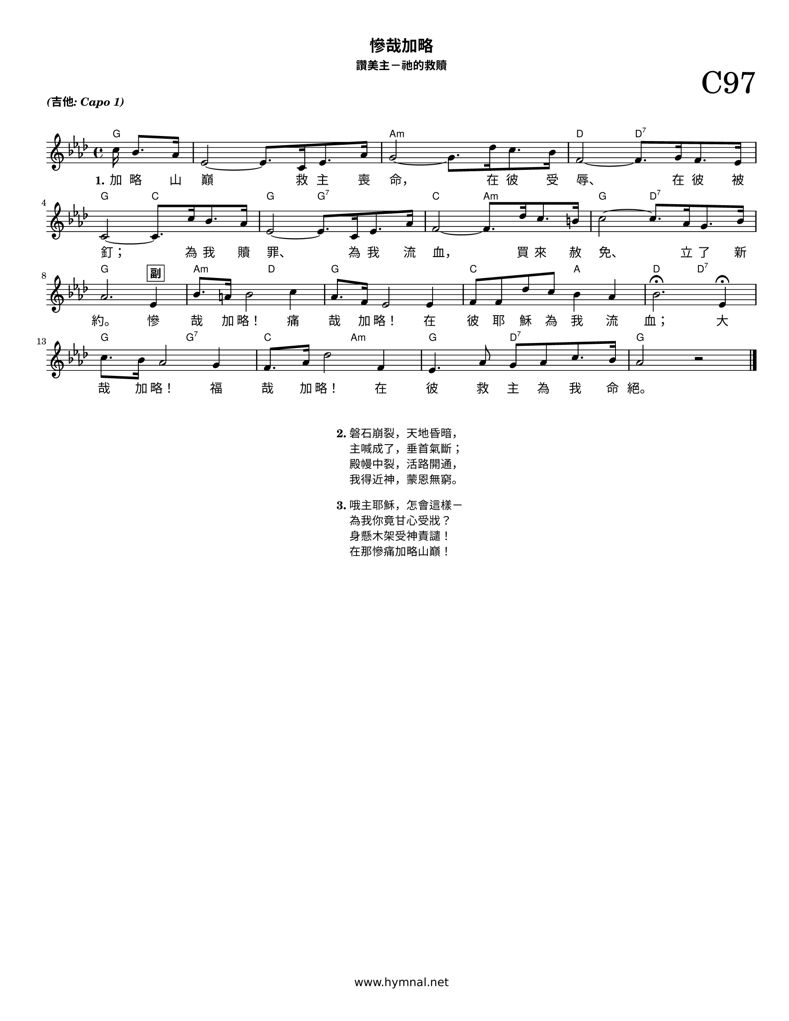 慘哉加略
讚美主－祂的救贖
C97
(吉他: Capo 1)
G Am D D7
1. 加 略 山 巔 救 主 喪 命， 在 彼 受 辱、 在 彼 被
4 G C G G7 C Am G D7
釘； 為 我 贖 罪、 為 我 流 血， 買 來 赦 免、 立 了 新
8 G 副 Am D G C A D D7
約。 慘 哉 加 略！ 痛 哉 加 略！ 在 彼 耶 穌 為 我 流 血； 大
13 G G7 C Am G D7 G
哉 加 略！ 福 哉 加 略！ 在 彼 救 主 為 我 命 絕。
2. 磐石崩裂，天地昏暗，
主喊成了，垂首氣斷；
殿幔中裂，活路開通，
我得近神，蒙恩無窮。
3. 哦主耶穌，怎會這樣－
為我你竟甘心受戕？
身懸木架受神責譴！
在那慘痛加略山巔！
www.hymnal.net